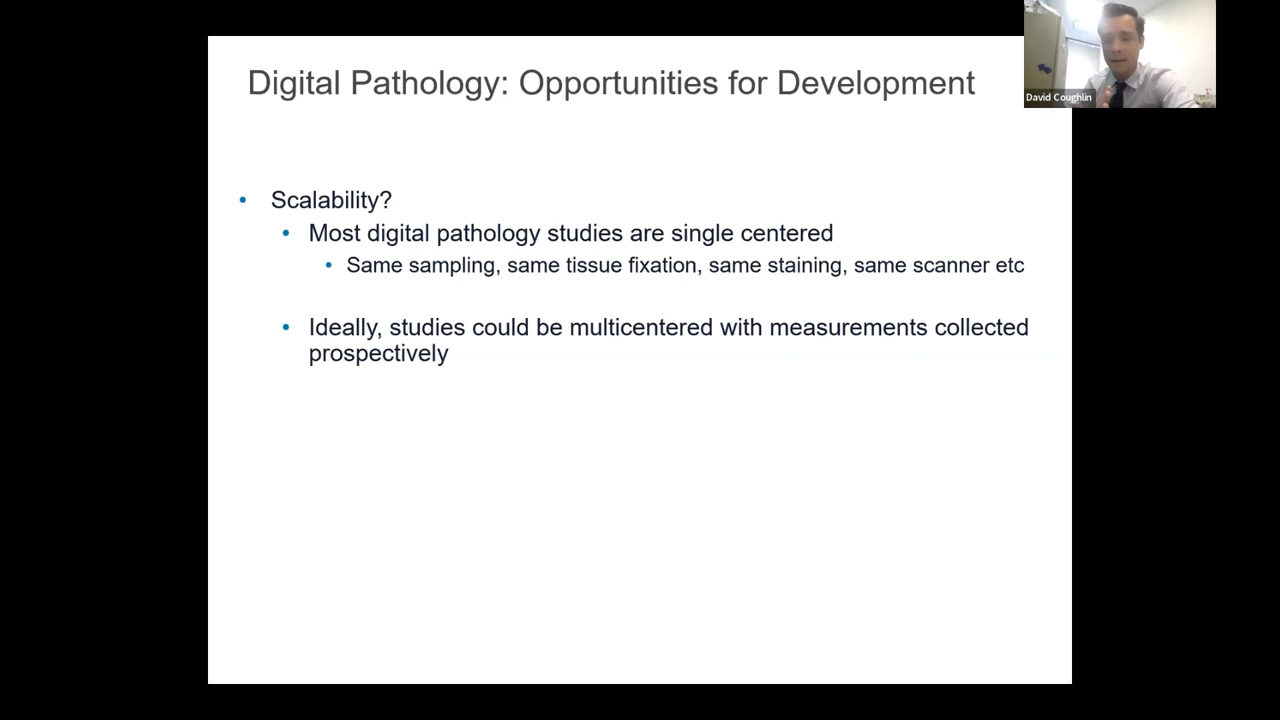 Digital Pathology: Opportunities for Development
David Coughlin
• Scalability?
• Most digital pathology studies are single centered
• Same sampling, same tissue fixation, same staining, same scanner etc
• Ideally, studies could be multicentered with measurements collected
prospectively